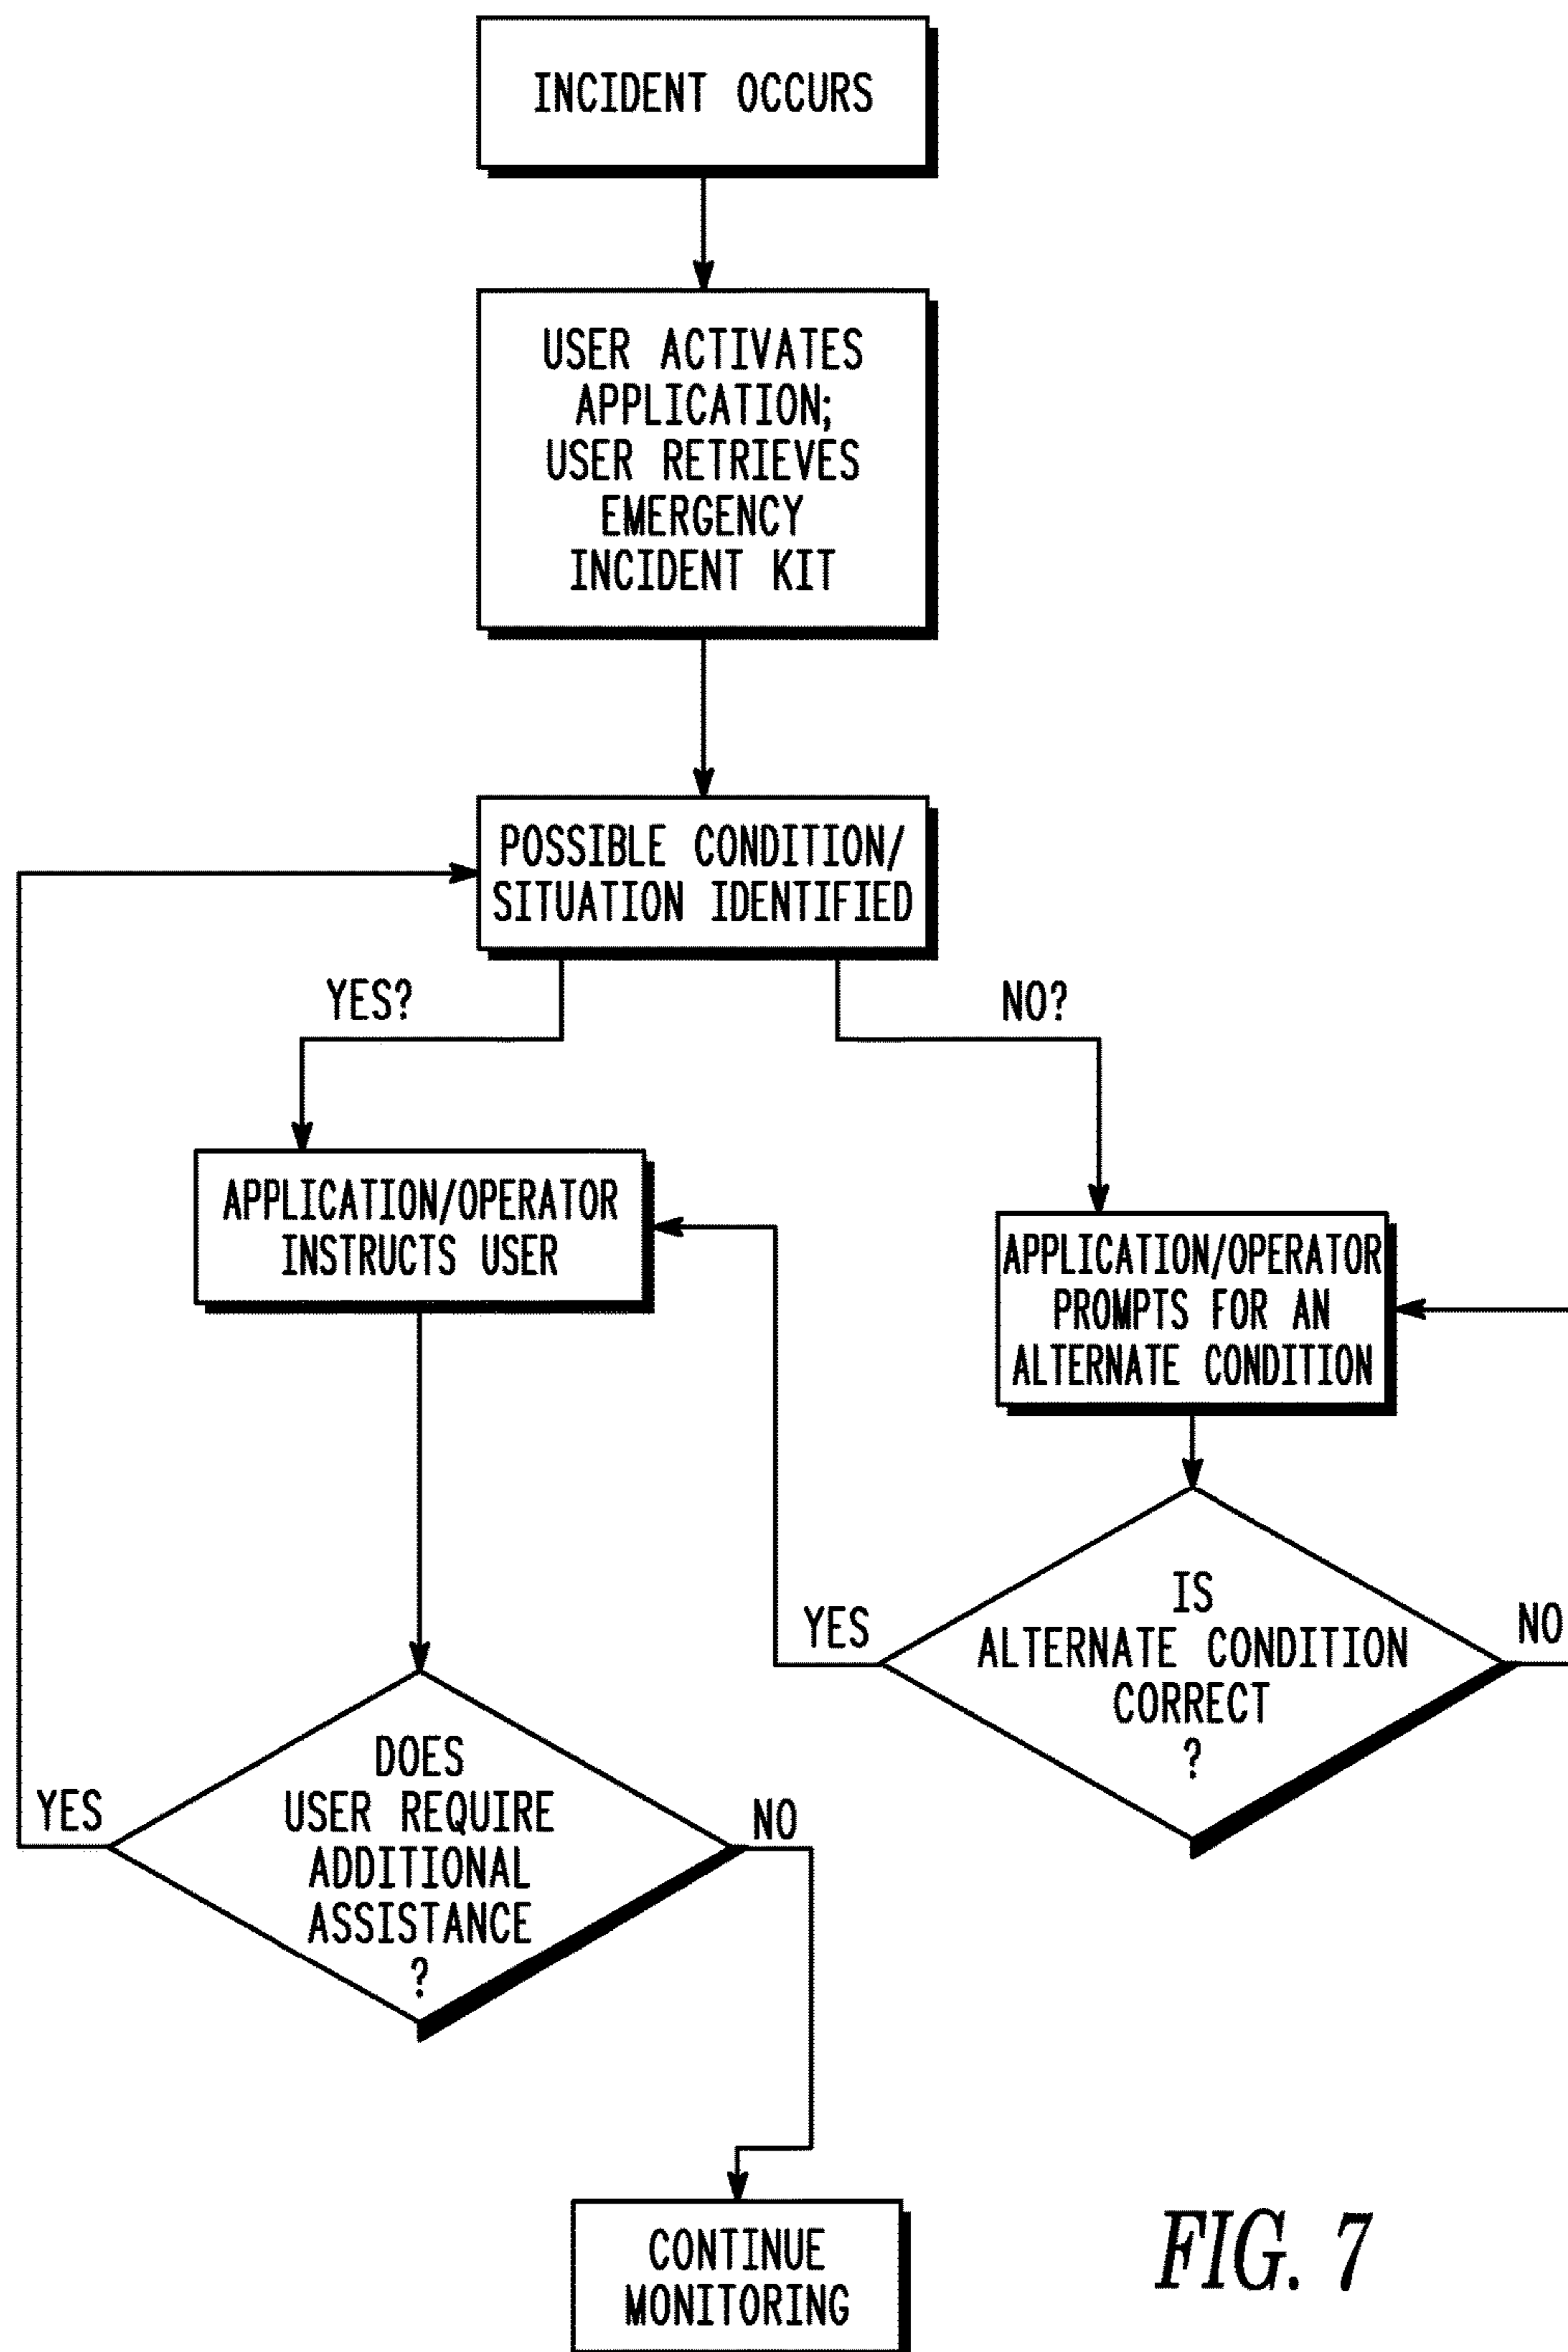 INCIDENT OCCURS
USER ACTIVATES
APPLICATION;
USER RETRIEVES
EMERGENCY
INCIDENT KIT
POSSIBLE CONDITION/
SITUATION IDENTIFIED
YES?
NO?
APPLICATION/OPERATOR
INSTRUCTS USER
APPLICATION/OPERATOR
PROMPTS FOR AN
ALTERNATE CONDITION
IS
ALTERNATE CONDITION
CORRECT
?
YES
NO
DOES
USER REQUIRE
ADDITIONAL
ASSISTANCE
?
YES
NO
CONTINUE
MONITORING
FIG. 7